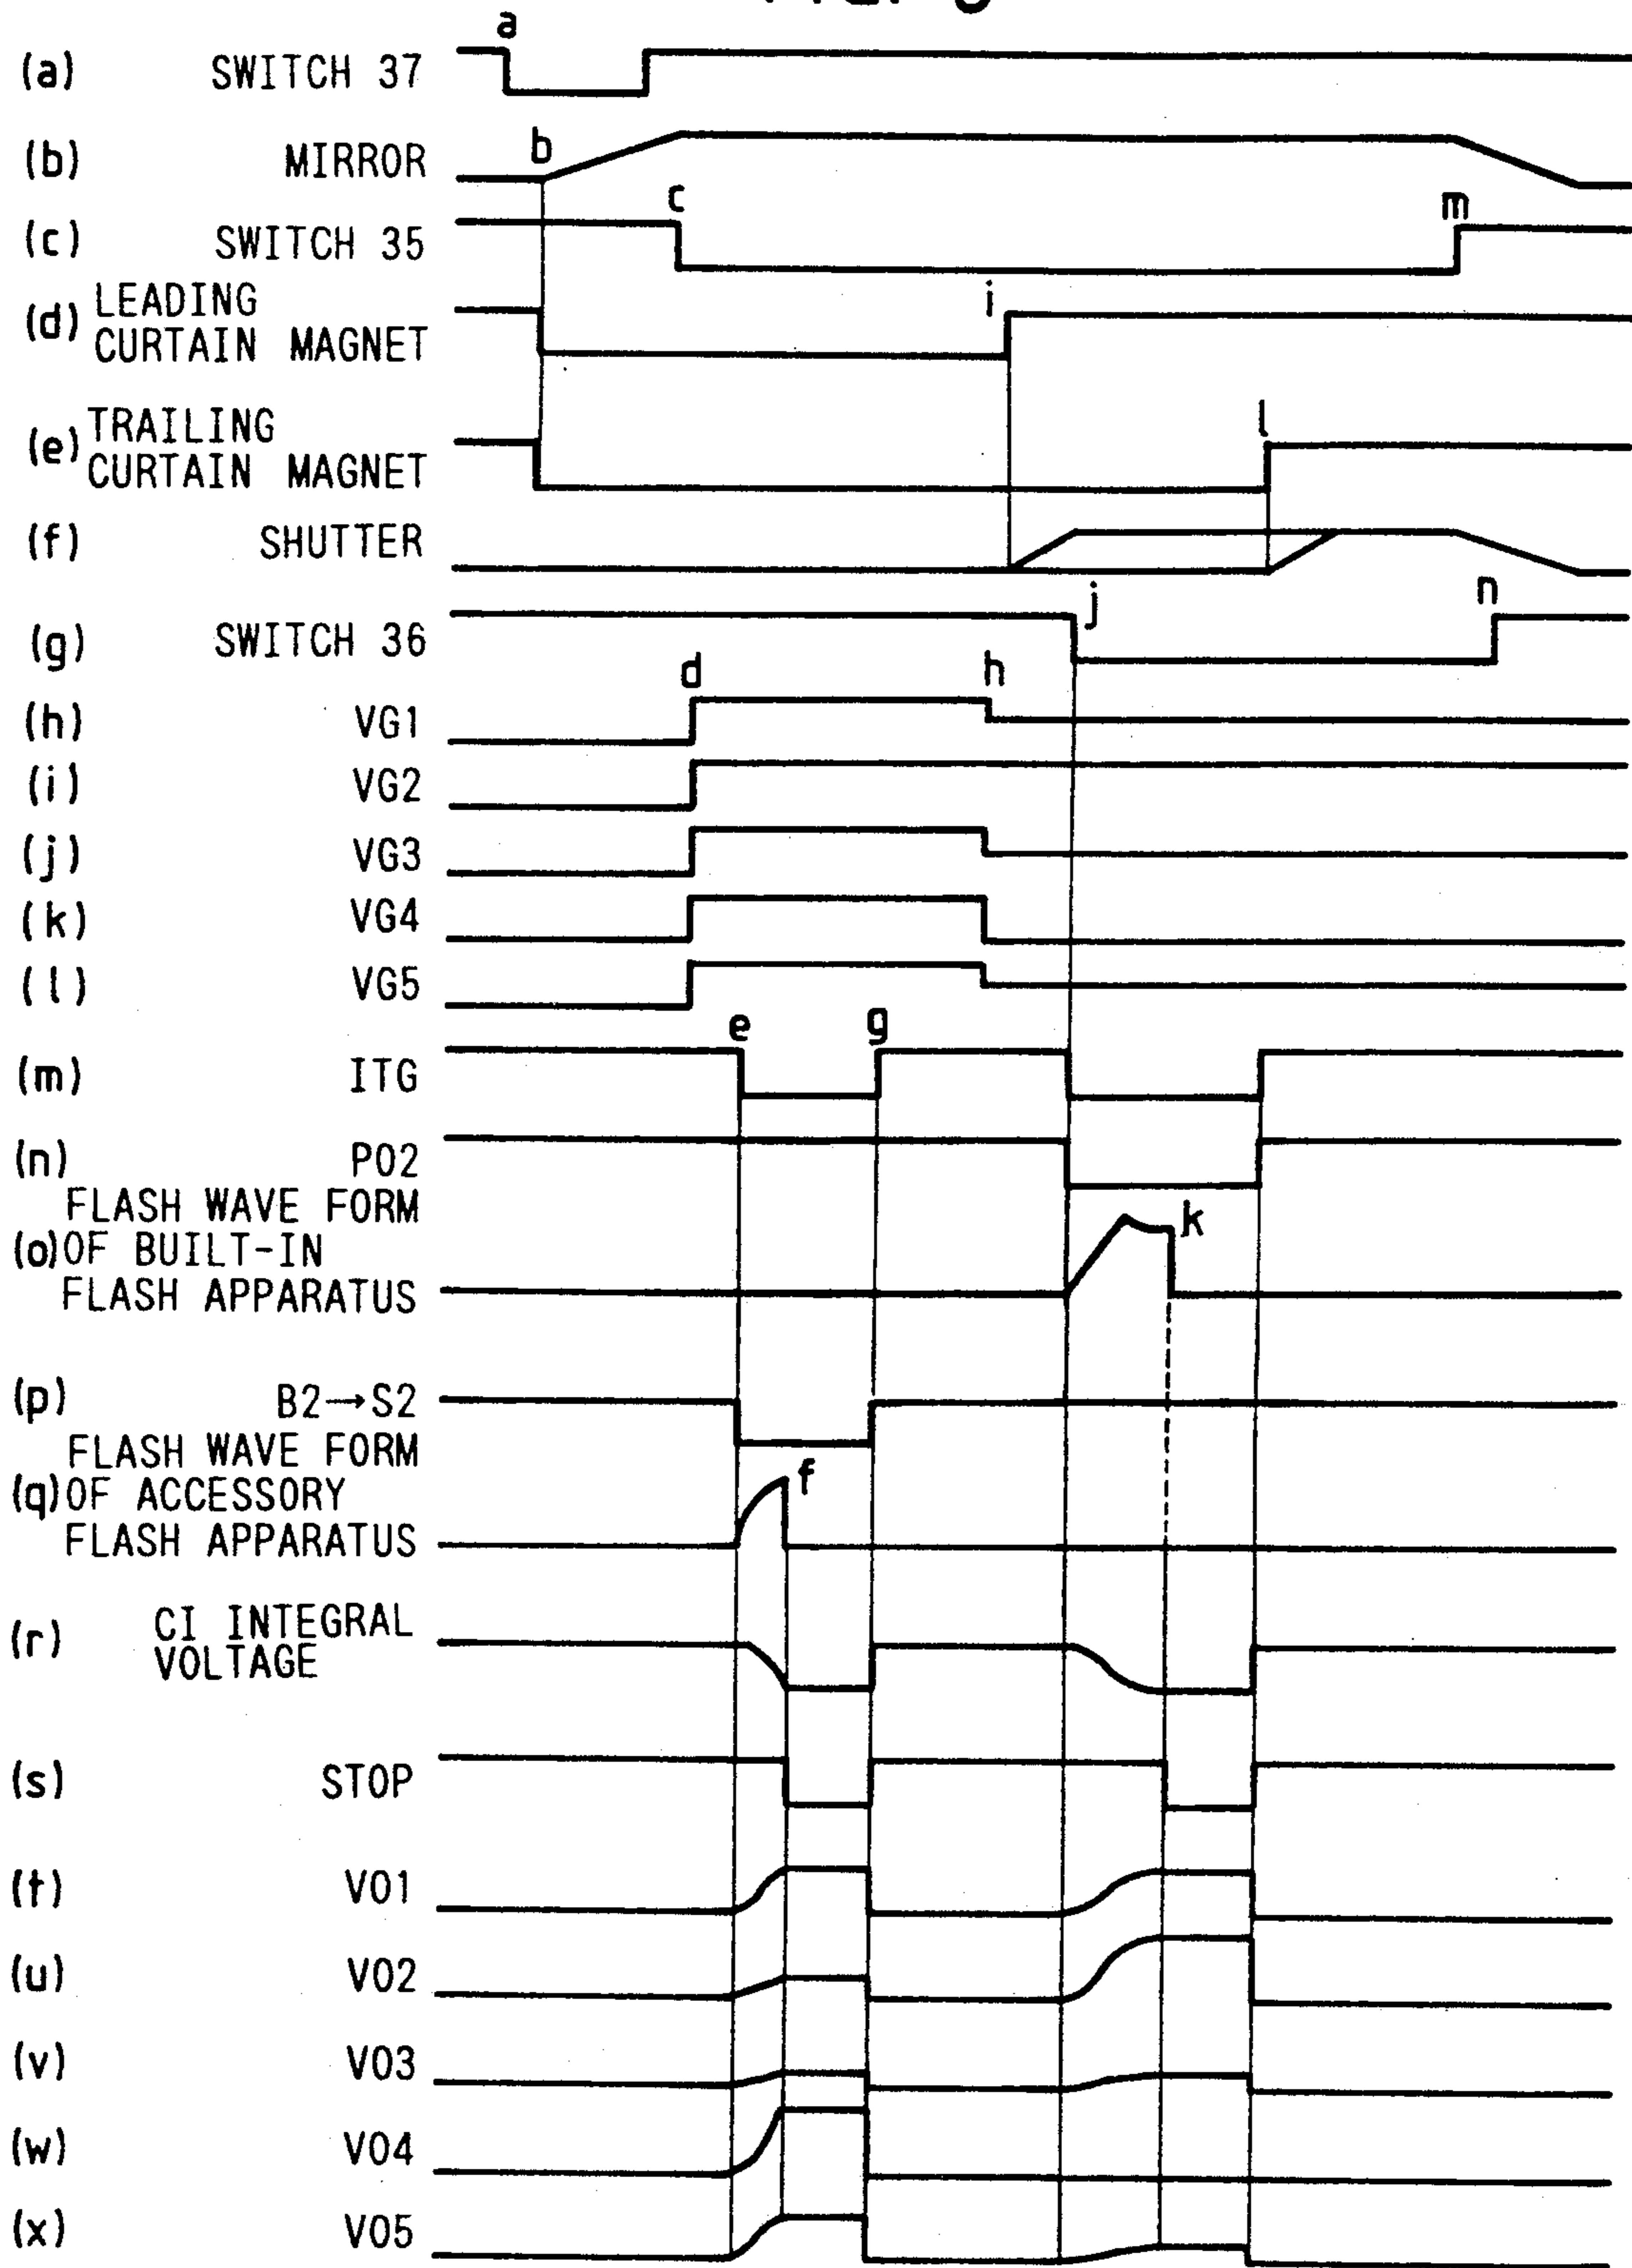 a
(a) SWITCH 37
(b) MIRROR b
c m
(c) SWITCH 35
(d) LEADING
CURTAIN MAGNET i
(e) TRAILING
CURTAIN MAGNET l
(f) SHUTTER
j n
(g) SWITCH 36
d h
(h) VG1
(i) VG2
(j) VG3
(k) VG4
(l) VG5
e g
(m) ITG
(n) PO2
FLASH WAVE FORM k
(o) OF BUILT-IN
FLASH APPARATUS
(p) B2→S2
FLASH WAVE FORM
(q) OF ACCESSORY f
FLASH APPARATUS
(r) CI INTEGRAL
VOLTAGE
(s) STOP
(t) VO1
(u) VO2
(v) VO3
(w) VO4
(x) VO5